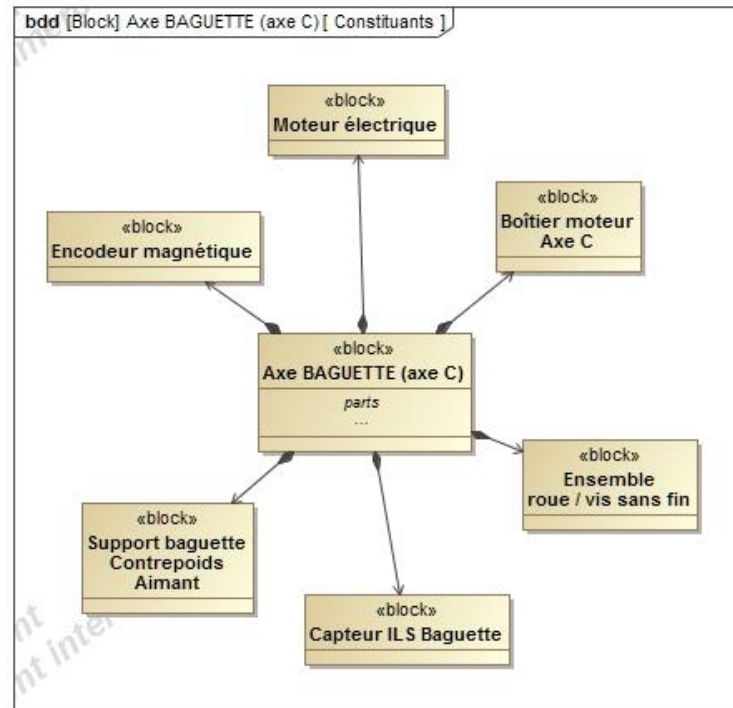 bdd [Block] Axe BAGUETTE (axe C) [ Constituants ]
«block»
Moteur électrique
«block»
Boîtier moteur
Axe C
«block»
Encodeur magnétique
«block»
Axe BAGUETTE (axe C)
parts
...
«block»
Ensemble
roue / vis sans fin
«block»
Support baguette
Contrepoids
Aimant
«block»
Capteur ILS Baguette